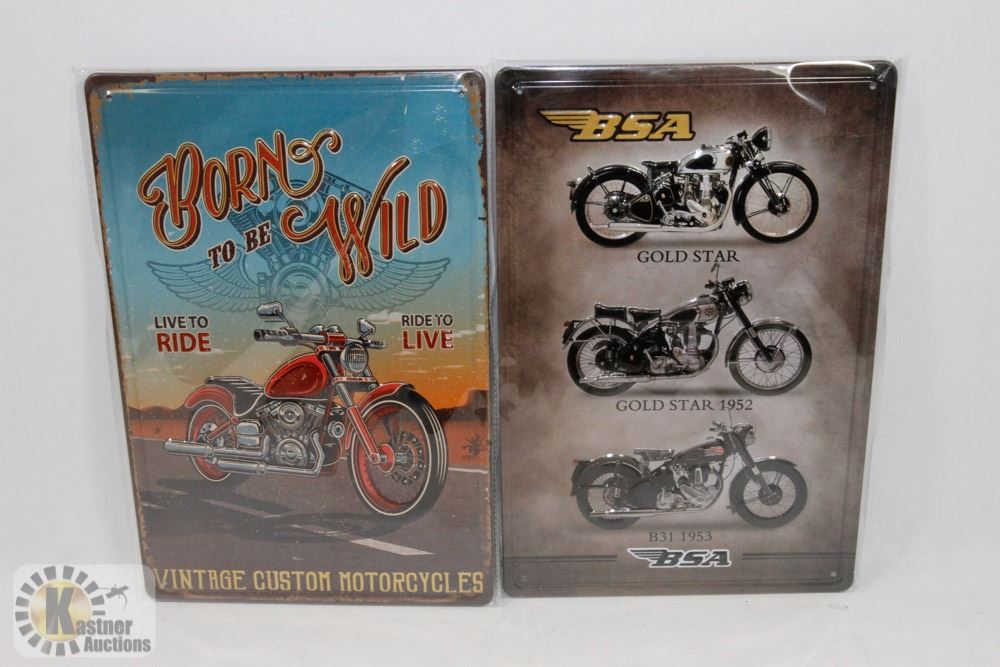 BORN
TO BE
WILD
LIVE TO
RIDE
RIDE TO
LIVE
VINTAGE CUSTOM MOTORCYCLES
BSA
GOLD STAR
GOLD STAR 1952
B31 1953
BSA
Kastner
Auctions